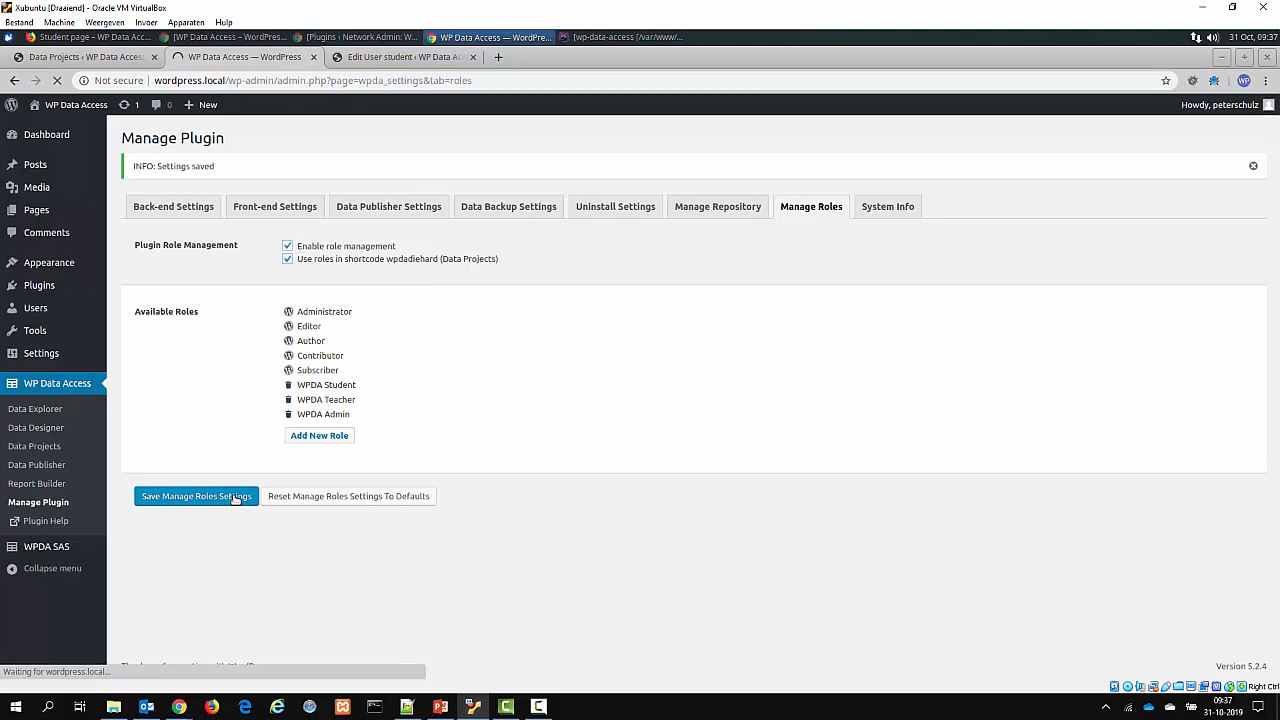 Xubuntu [Draaiend] - Oracle VM VirtualBox
Bestand Machine Weergeven Invoer Apparaten Help
Student page – WP Data Acc... [WP Data Access – WordPres... [Plugins ‹ Network Admin: W... WP Data Access — WordPre... [wp-data-access [/var/www/... 31 Oct, 09:37
Data Projects ‹ WP Data Access WP Data Access — WordPress Edit User student ‹ WP Data Ac
Not secure wordpress.local/wp-admin/admin.php?page=wpda_settings&tab=roles
WP Data Access 1 0 New Howdy, peterschulz
Dashboard
Posts
Media
Pages
Comments
Appearance
Plugins
Users
Tools
Settings
WP Data Access
Data Explorer
Data Designer
Data Projects
Data Publisher
Report Builder
Manage Plugin
Plugin Help
WPDA SAS
Collapse menu
Manage Plugin
INFO: Settings saved
Back-end Settings Front-end Settings Data Publisher Settings Data Backup Settings Uninstall Settings Manage Repository Manage Roles System Info
Plugin Role Management
Enable role management
Use roles in shortcode wpdadiehard (Data Projects)
Available Roles
Administrator
Editor
Author
Contributor
Subscriber
WPDA Student
WPDA Teacher
WPDA Admin
Add New Role
Save Manage Roles Settings Reset Manage Roles Settings To Defaults
Version 5.2.4
Waiting for wordpress.local...
Right Ctrl
09:37
31-10-2019